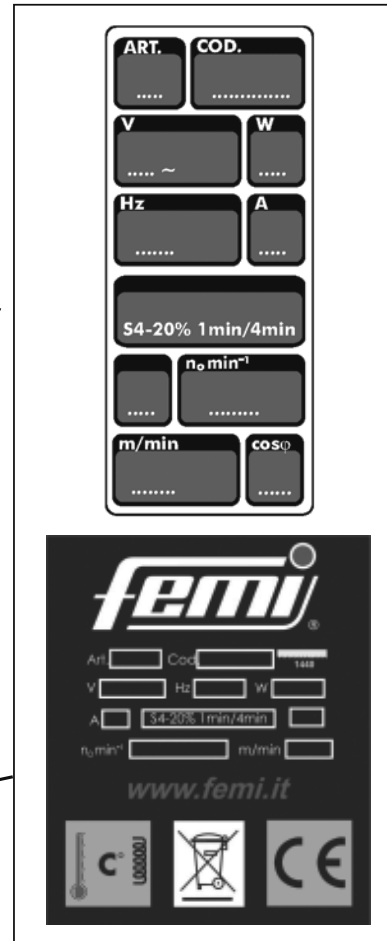 ART. COD.
..... ..............
V W
..... ~ .....
Hz A
....... .....
S4-20% 1min/4min
n₀ min⁻¹
..... .........
m/min cosφ
........ ......
femi®
Art. Cod.
1448
V Hz W
A S4-20% 1min/4min
n₀ min⁻¹ m/min
www.femi.it
C°
CE